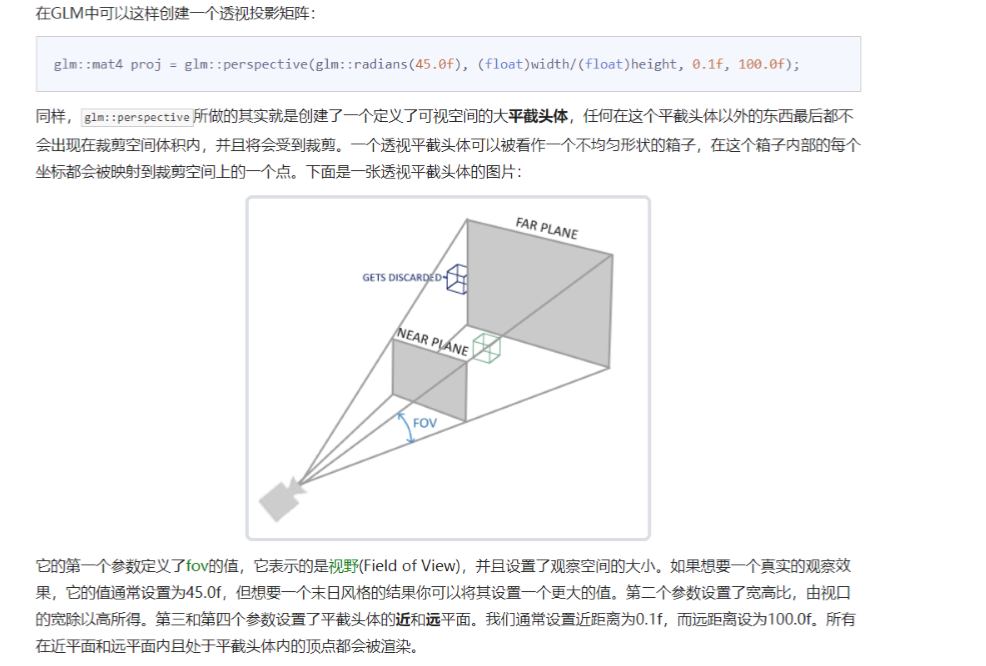 在GLM中可以这样创建一个透视投影矩阵：
glm::mat4 proj = glm::perspective(glm::radians(45.0f), (float)width/(float)height, 0.1f, 100.0f);
同样，glm::perspective所做的其实就是创建了一个定义了可视空间的大平截头体，任何在这个平截头体以外的东西最后都不
会出现在裁剪空间体积内，并且将会受到裁剪。一个透视平截头体可以被看作一个不均匀形状的箱子，在这个箱子内部的每个
坐标都会被映射到裁剪空间上的一个点。下面是一张透视平截头体的图片：
FAR PLANE
GETS DISCARDED
NEAR PLANE
FOV
它的第一个参数定义了fov的值，它表示的是视野(Field of View)，并且设置了观察空间的大小。如果想要一个真实的观察效
果，它的值通常设置为45.0f，但想要一个末日风格的结果你可以将其设置一个更大的值。第二个参数设置了宽高比，由视口
的宽除以高所得。第三和第四个参数设置了平截头体的近和远平面。我们通常设置近距离为0.1f，而远距离设为100.0f。所有
在近平面和远平面内且处于平截头体内的顶点都会被渲染。